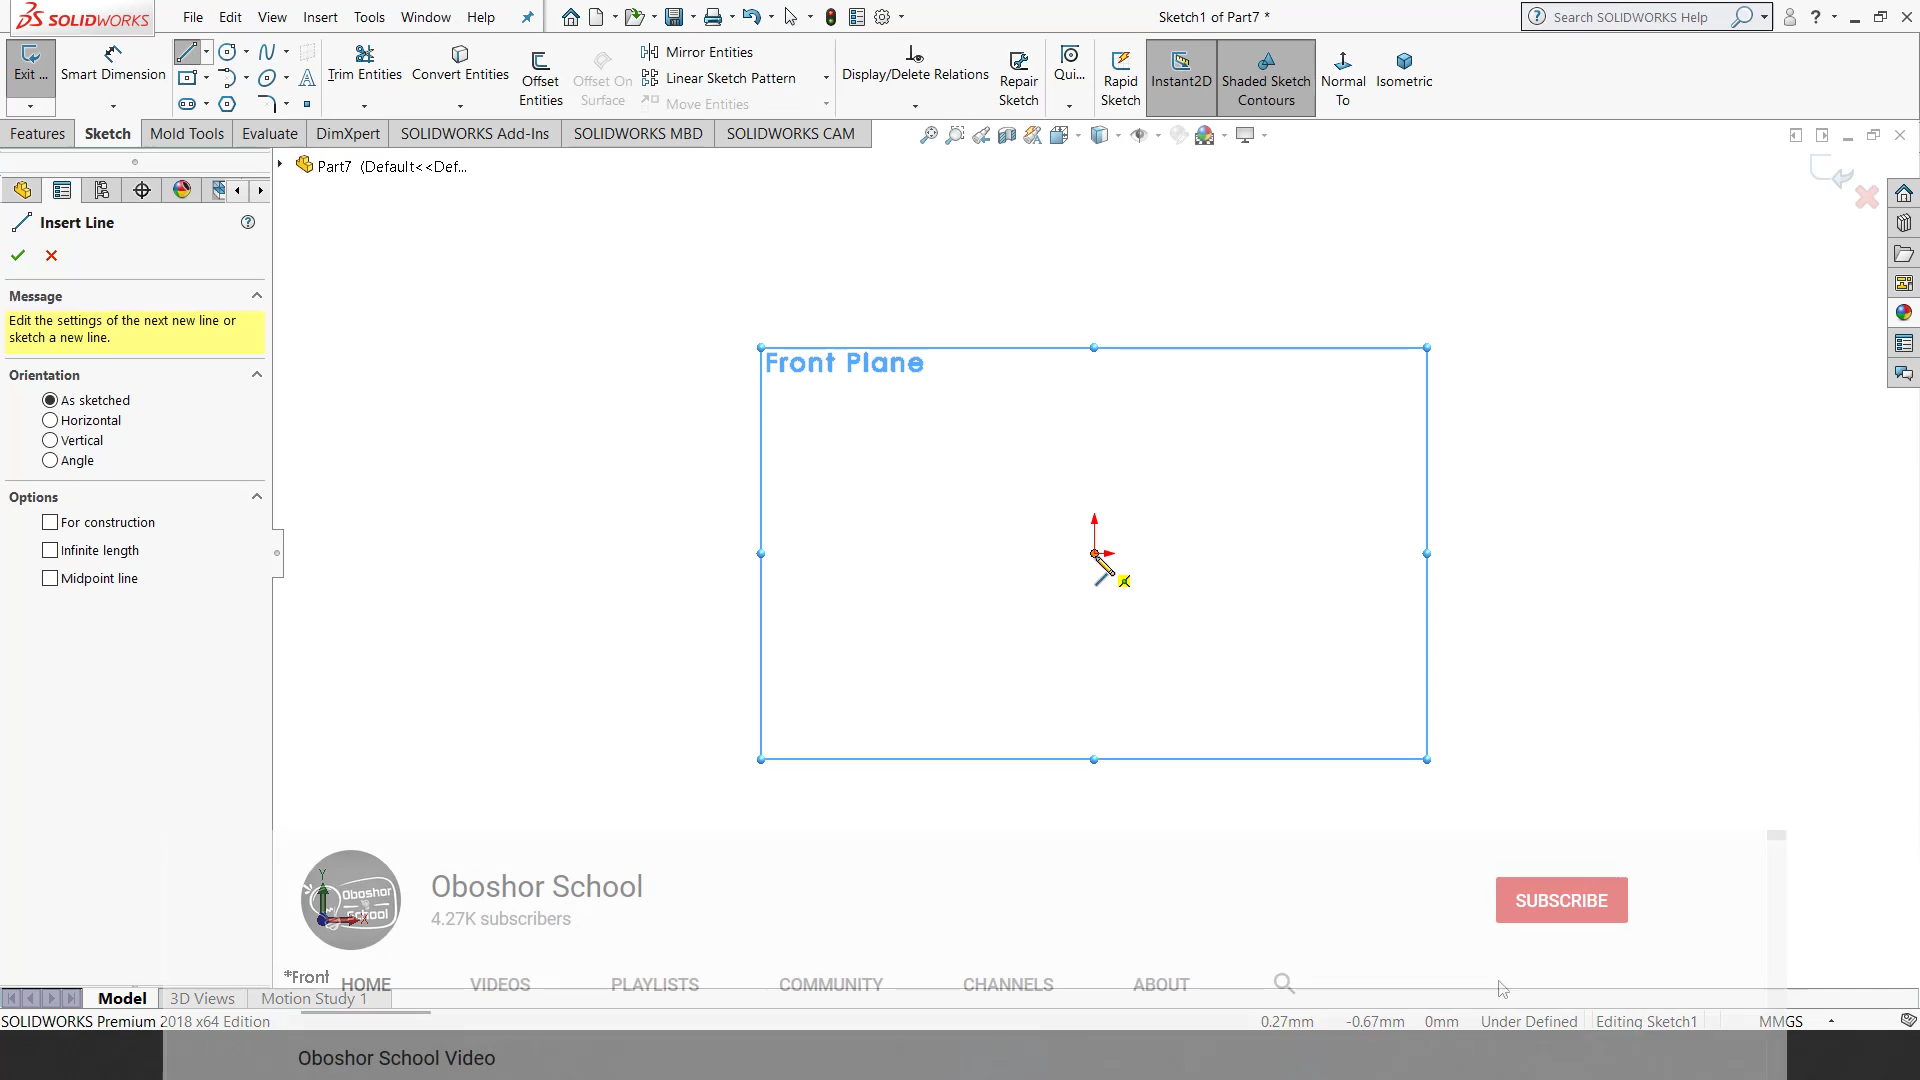 SOLIDWORKS
File Edit View Insert Tools Window Help
Sketch1 of Part7 *
Search SOLIDWORKS Help
Exit ...
Smart Dimension
Trim Entities
Convert Entities
Offset Entities
Offset On Surface
Mirror Entities
Linear Sketch Pattern
Move Entities
Display/Delete Relations
Repair Sketch
Qui...
Rapid Sketch
Instant2D
Shaded Sketch Contours
Normal To
Isometric
Features Sketch Mold Tools Evaluate DimXpert SOLIDWORKS Add-Ins SOLIDWORKS MBD SOLIDWORKS CAM
Part7 (Default<<Def...
Insert Line
Message
Edit the settings of the next new line or
sketch a new line.
Orientation
As sketched
Horizontal
Vertical
Angle
Options
For construction
Infinite length
Midpoint line
Front Plane
Y
X
Oboshor School
Oboshor School
4.27K subscribers
SUBSCRIBE
*Front
HOME VIDEOS PLAYLISTS COMMUNITY CHANNELS ABOUT
Model 3D Views Motion Study 1
SOLIDWORKS Premium 2018 x64 Edition
0.27mm -0.67mm 0mm Under Defined Editing Sketch1 MMGS
Oboshor School Video